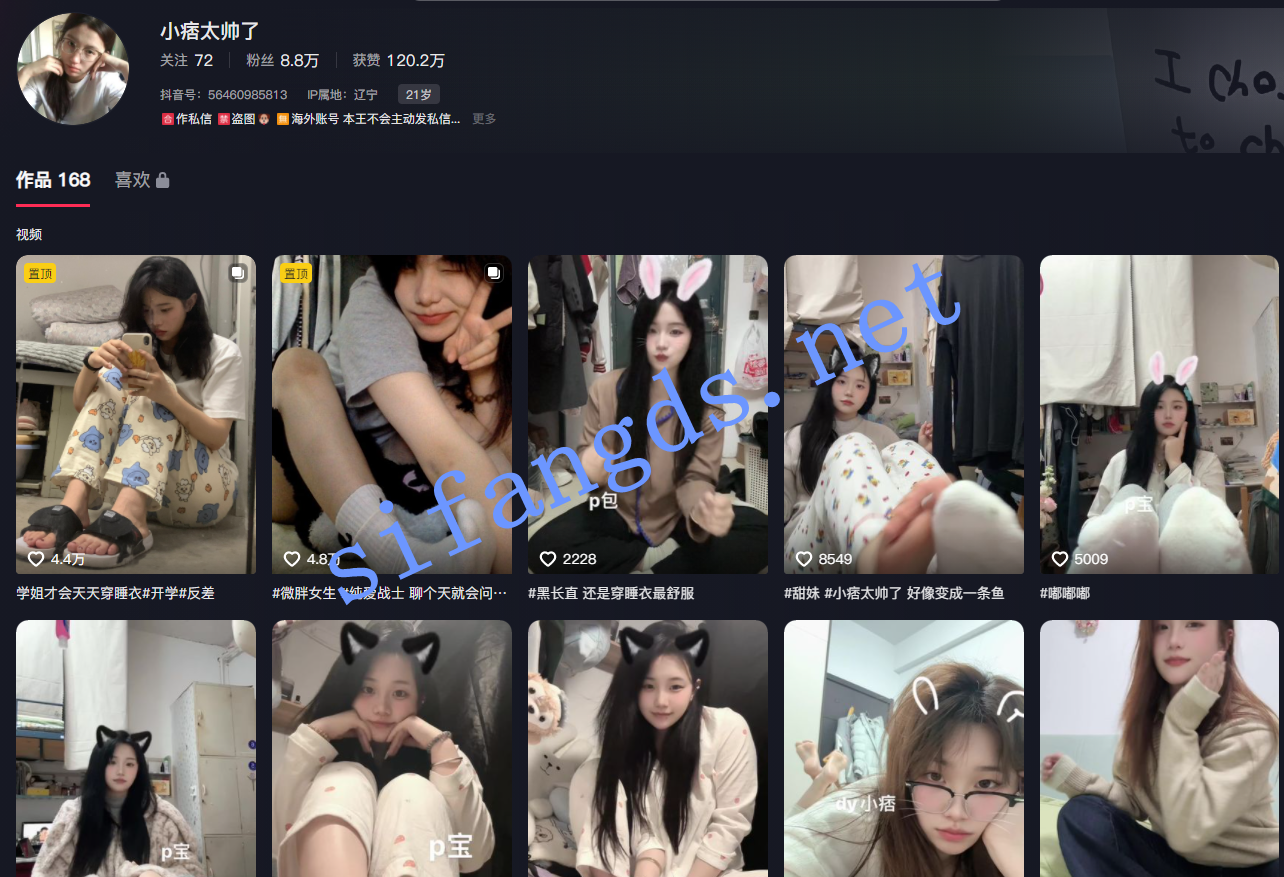 小痞太帅了
关注 72 粉丝 8.8万 获赞 120.2万
抖音号：56460985813 IP属地：辽宁 21岁
合作私信 禁盗图 無海外账号 本王不会主动发私信... 更多
I cho
to ch
作品 168 喜欢
视频
置顶
置顶
p包
p宝
4.4万
4.8万
2228
8549
5009
学姐才会天天穿睡衣#开学#反差
#微胖女生 #纯爱战士 聊个天就会问…
#黑长直 还是穿睡衣最舒服
#甜妹 #小痞太帅了 好像变成一条鱼
#嘟嘟嘟
sifangds.net
dy小痞
p宝
p宝